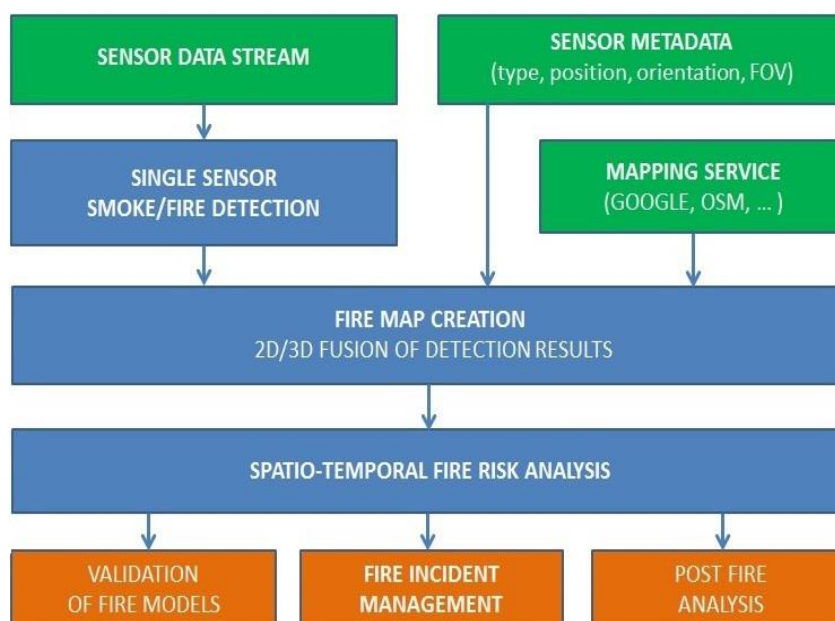 SENSOR DATA STREAM
SENSOR METADATA
(type, position, orientation, FOV)
SINGLE SENSOR
SMOKE/FIRE DETECTION
MAPPING SERVICE
(GOOGLE, OSM, ... )
FIRE MAP CREATION
2D/3D FUSION OF DETECTION RESULTS
SPATIO-TEMPORAL FIRE RISK ANALYSIS
VALIDATION
OF FIRE MODELS
FIRE INCIDENT
MANAGEMENT
POST FIRE
ANALYSIS